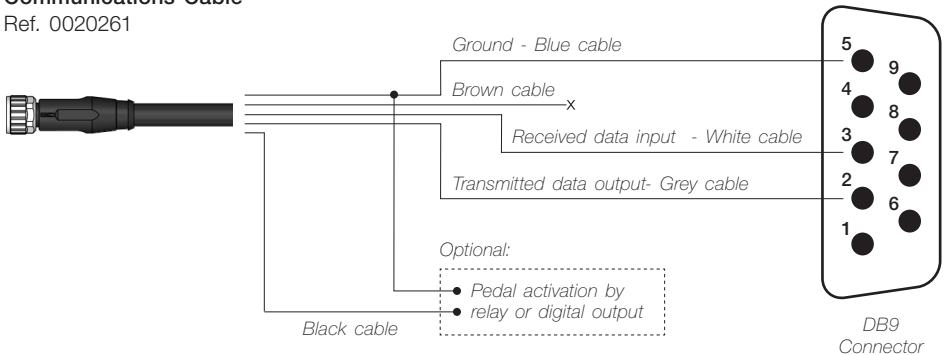 Communications Cable
Ref. 0020261
Ground - Blue cable
Brown cable
X
Received data input - White cable
Transmitted data output- Grey cable
5
9
4
8
3
7
2
6
1
Optional:
Pedal activation by
relay or digital output
Black cable
DB9
Connector